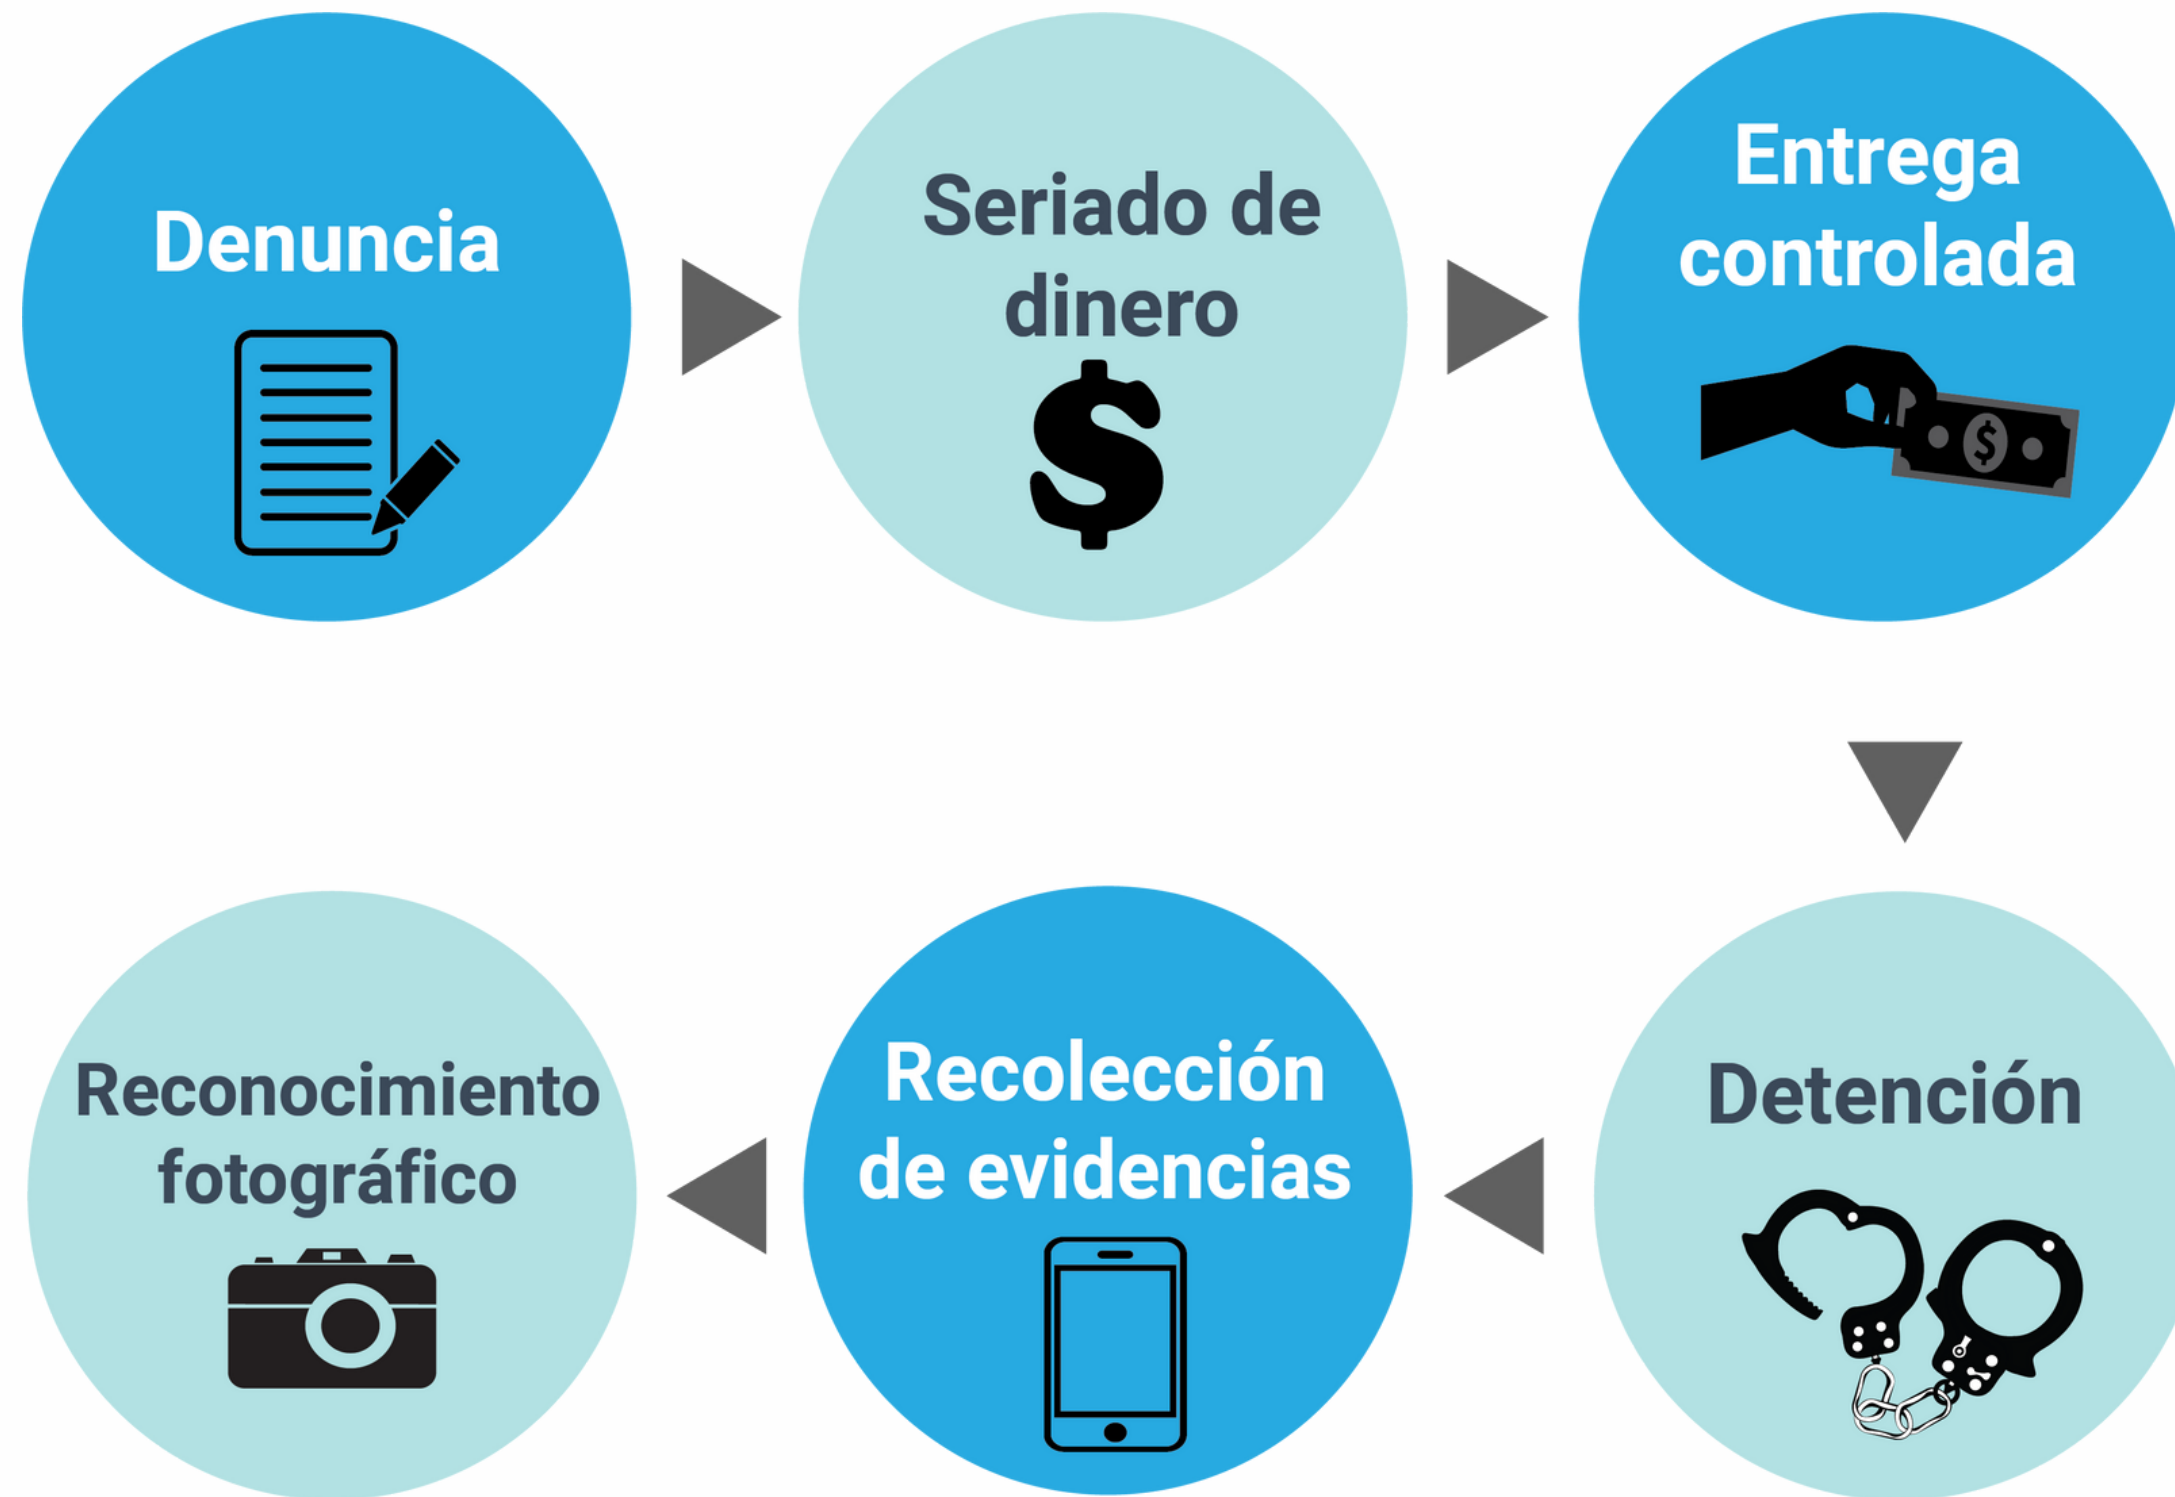 Denuncia
Seriado de
dinero
Entrega
controlada
Detención
Recolección
de evidencias
Reconocimiento
fotográfico